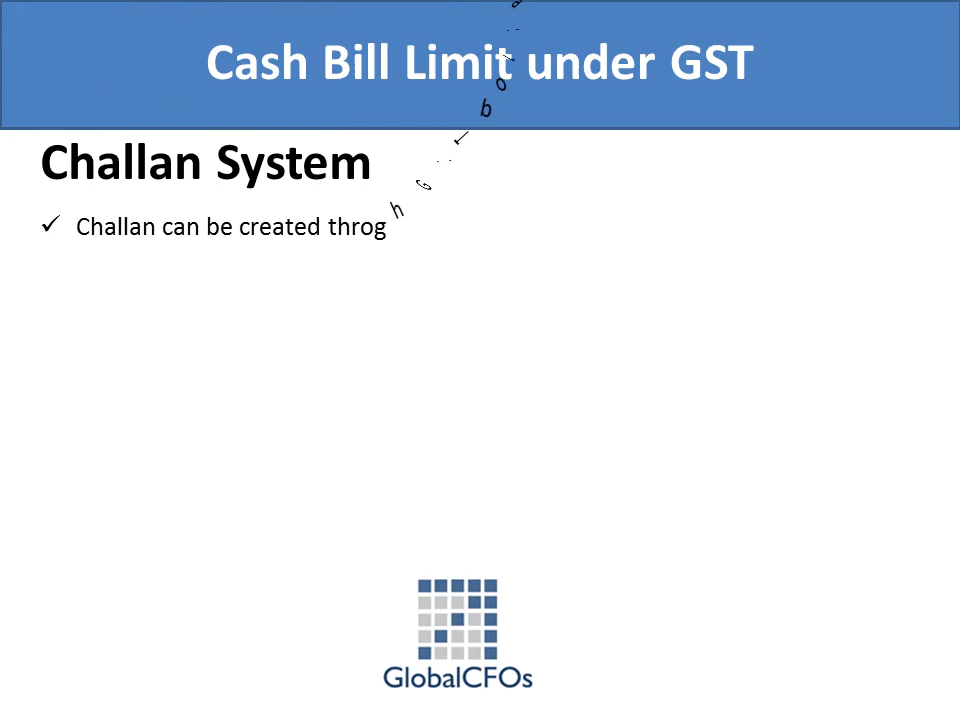 Cash Bill Limit under GST
Challan System
✓ Challan can be created throg
GlobalCFOs